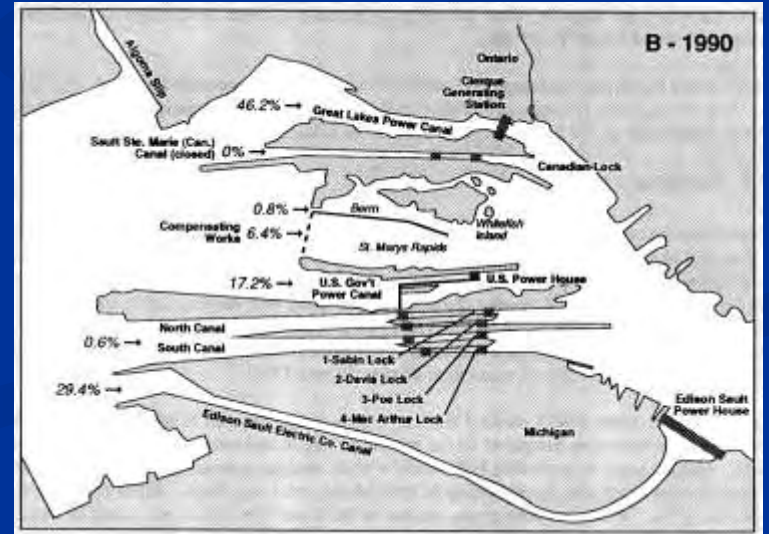 B - 1990
Algoma Slip
Ontario
Clergue
Generating
Station
46.2% →
Great Lakes Power Canal
Sault Ste. Marie (Can.)
Canal (closed)
0% →
Canadian-Lock
0.8% →
Berm
Compensating
Works
6.4% →
Whitefish
Island
St. Marys Rapids
17.2% →
U.S. Gov't
Power Canal
U.S. Power House
North Canal
0.6% →
South Canal
1-Sabin Lock
2-Davis Lock
3-Poe Lock
4-Mac Arthur Lock
29.4% →
Edison Sault Electric Co. Canal
Michigan
Edison Sault
Power House